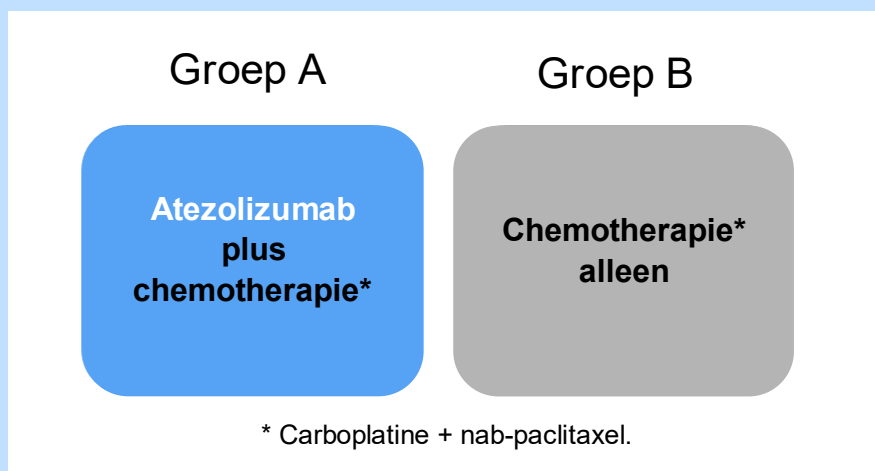 Groep A
Atezolizumab
plus
chemotherapie*
Groep B
Chemotherapie*
alleen
* Carboplatine + nab-paclitaxel.